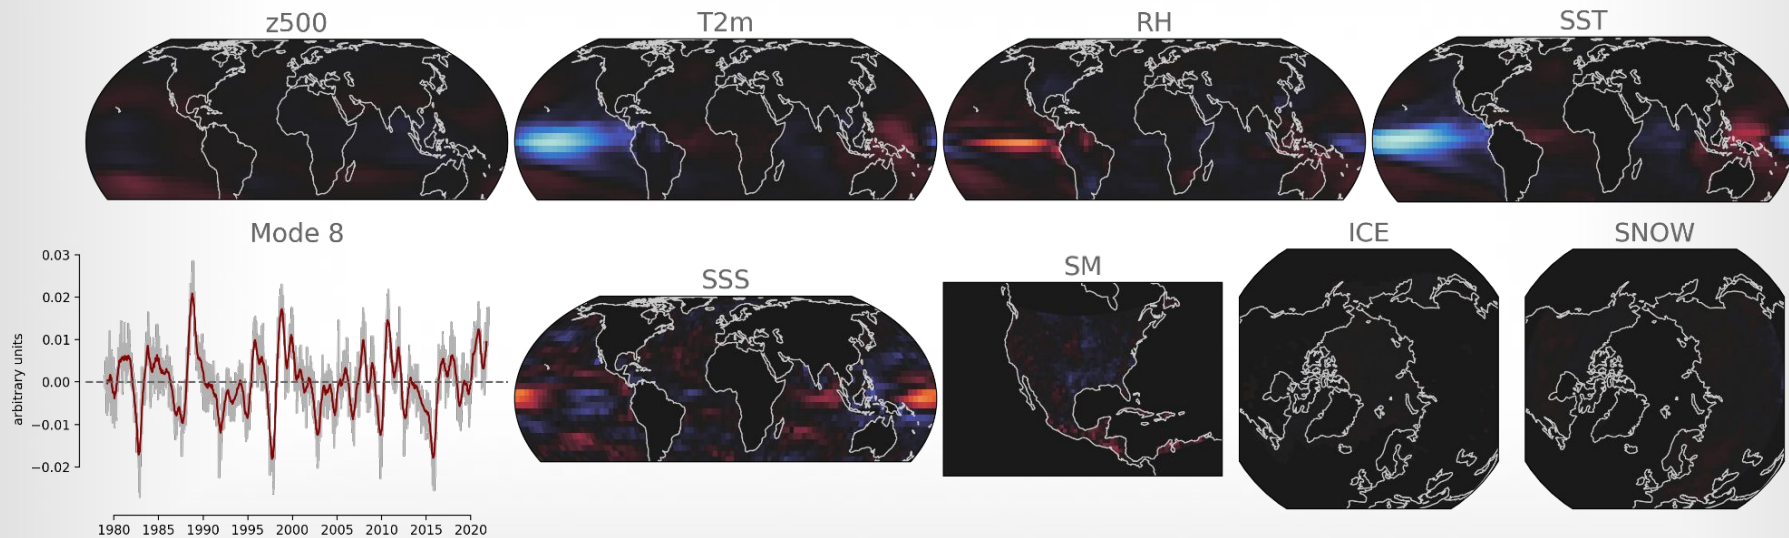 z500
T2m
RH
SST
Mode 8
SSS
SM
ICE
SNOW
arbitrary units
0.03
0.02
0.01
0.00
−0.01
−0.02
1980 1985 1990 1995 2000 2005 2010 2015 2020